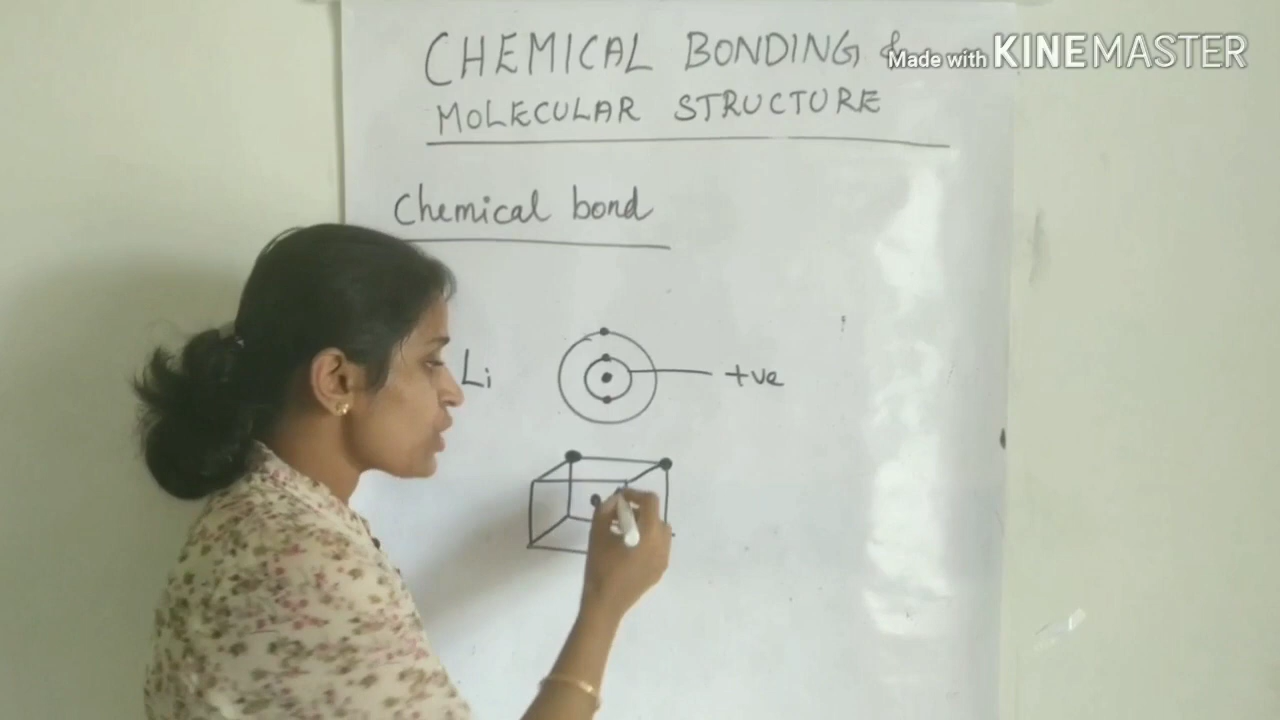 CHEMICAL BONDING &
Made with KINEMASTER
MOLECULAR STRUCTURE
Chemical bond
Li
+ve